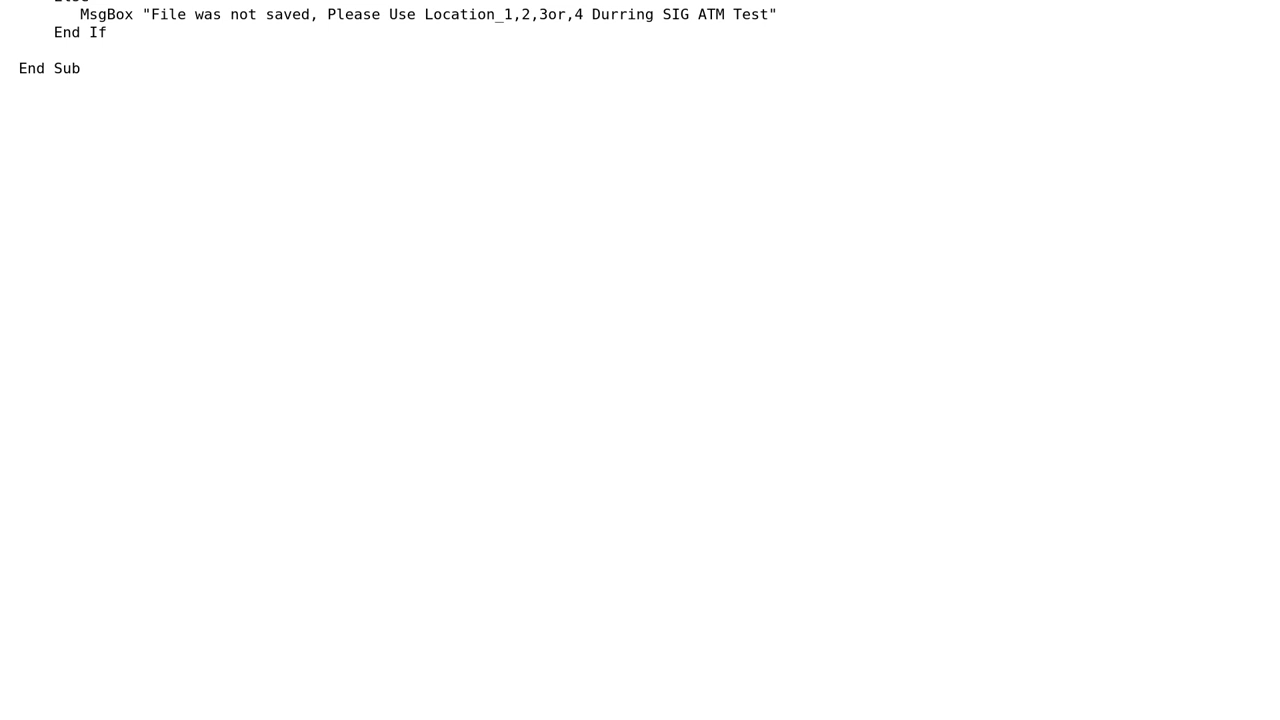 Else
MsgBox "File was not saved, Please Use Location_1,2,3or,4 Durring SIG ATM Test"
End If
End Sub